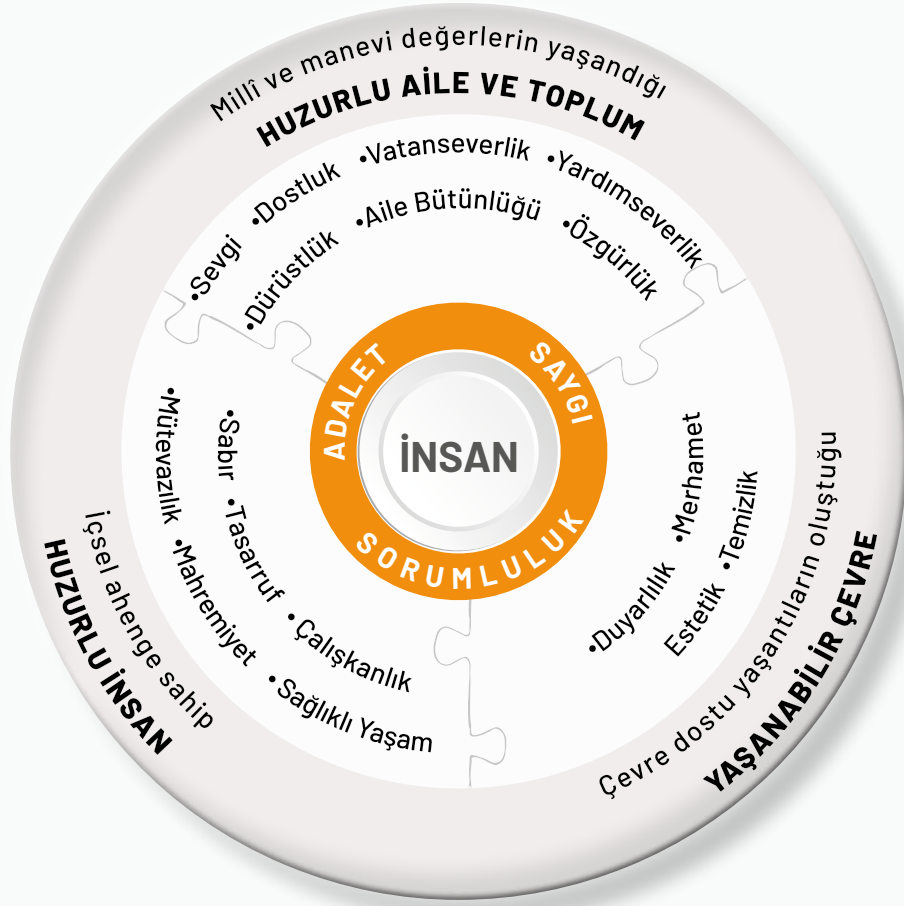 Millî ve manevi değerlerin yaşandığı
HUZURLU AİLE VE TOPLUM
•Sevgi •Dostluk •Vatanseverlik •Yardımseverlik
•Dürüstlük •Aile Bütünlüğü •Özgürlük
ADALET
SAYGI
SORUMLULUK
İNSAN
•Mütevazılık •Mahremiyet •Sağlıklı Yaşam
•Sabır •Tasarruf •Çalışkanlık
İçsel ahenge sahip
HUZURLU İNSAN
•Duyarlılık •Merhamet
Estetik •Temizlik
Çevre dostu yaşantıların oluştuğu
YAŞANABİLİR ÇEVRE